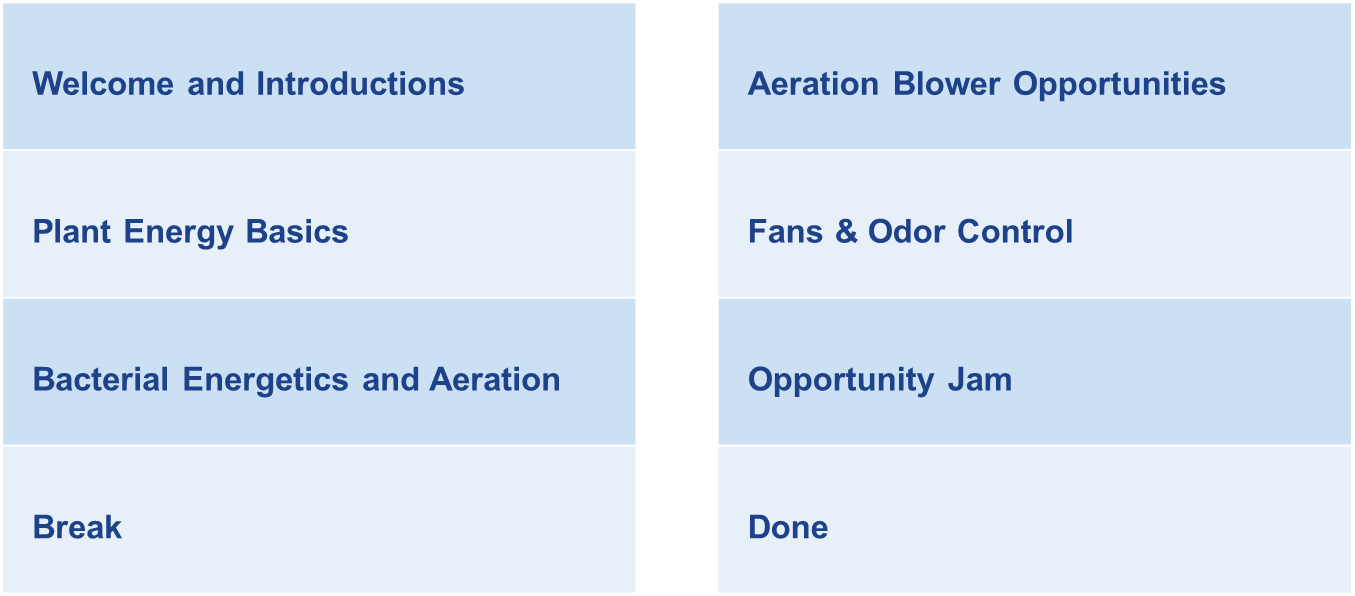 Welcome and Introductions
Plant Energy Basics
Bacterial Energetics and Aeration
Break
Aeration Blower Opportunities
Fans & Odor Control
Opportunity Jam
Done